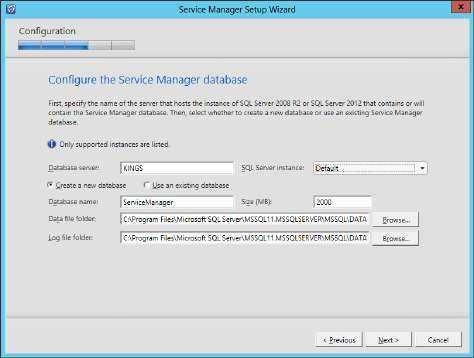 Service Manager Setup Wizard
Configuration
Configure the Service Manager database
First, specify the name of the server that hosts the instance of SQL Server 2008 R2 or SQL Server 2012 that contains or will
contain the Service Manager database. Then, select whether to create a new database or use an existing Service Manager
database.
Only supported instances are listed.
Database server: KINGS SQL Server instance: Default
Create a new database Use an existing database
Database name: ServiceManager Size (MB): 2000
Data file folder: C:\Program Files\Microsoft SQL Server\MSSQL11.MSSQLSERVER\MSSQL\DATA Browse...
Log file folder: C:\Program Files\Microsoft SQL Server\MSSQL11.MSSQLSERVER\MSSQL\DATA Browse...
< Previous Next > Cancel